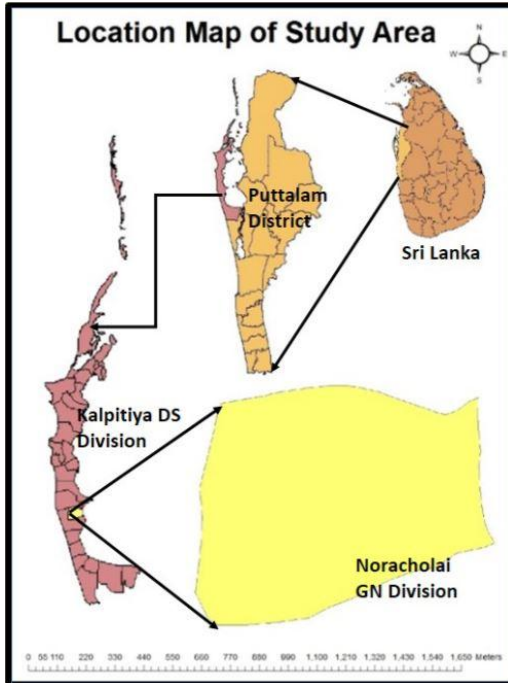 Location Map of Study Area
N
W
E
S
Puttalam
District
Sri Lanka
Kalpitiya DS
Division
Noracholai
GN Division
0 55 110 220 330 440 550 660 770 880 990 1,100 1,210 1,320 1,430 1,540 1,650 Meters